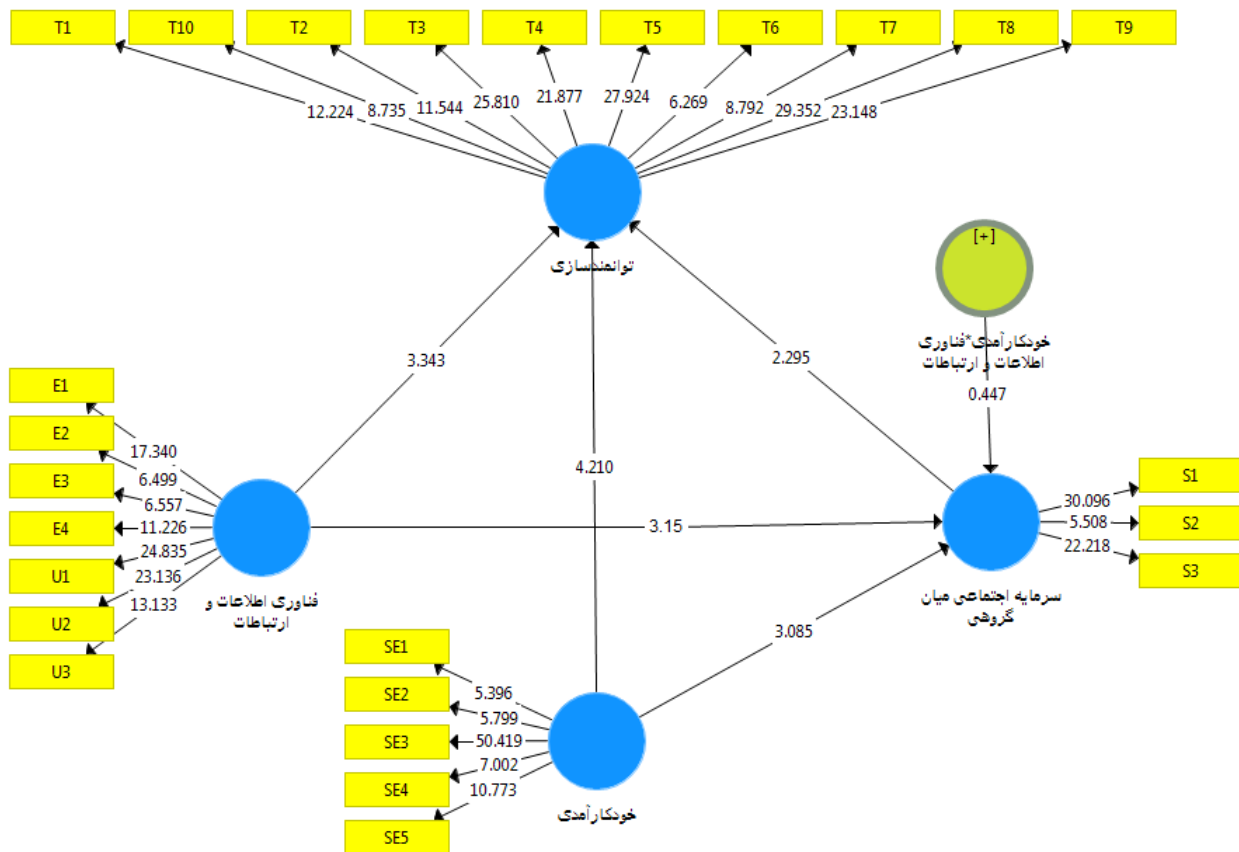 T1 T10 T2 T3 T4 T5 T6 T7 T8 T9
12.224 8.735 11.544 25.810 21.877 27.924 6.269 8.792 29.352 23.148
توانمندسازی
[+]
خودکارآمدی*فناوری
اطلاعات و ارتباطات
3.343
2.295
0.447
4.210
3.15
3.085
E1
E2
E3
E4
U1
U2
U3
17.340
6.499
6.557
11.226
24.835
23.136
13.133
فناوری اطلاعات و
ارتباطات
S1
S2
S3
30.096
5.508
22.218
سرمایه اجتماعی میان
گروهی
SE1
SE2
SE3
SE4
SE5
5.396
5.799
50.419
7.002
10.773
خودکارآمدی